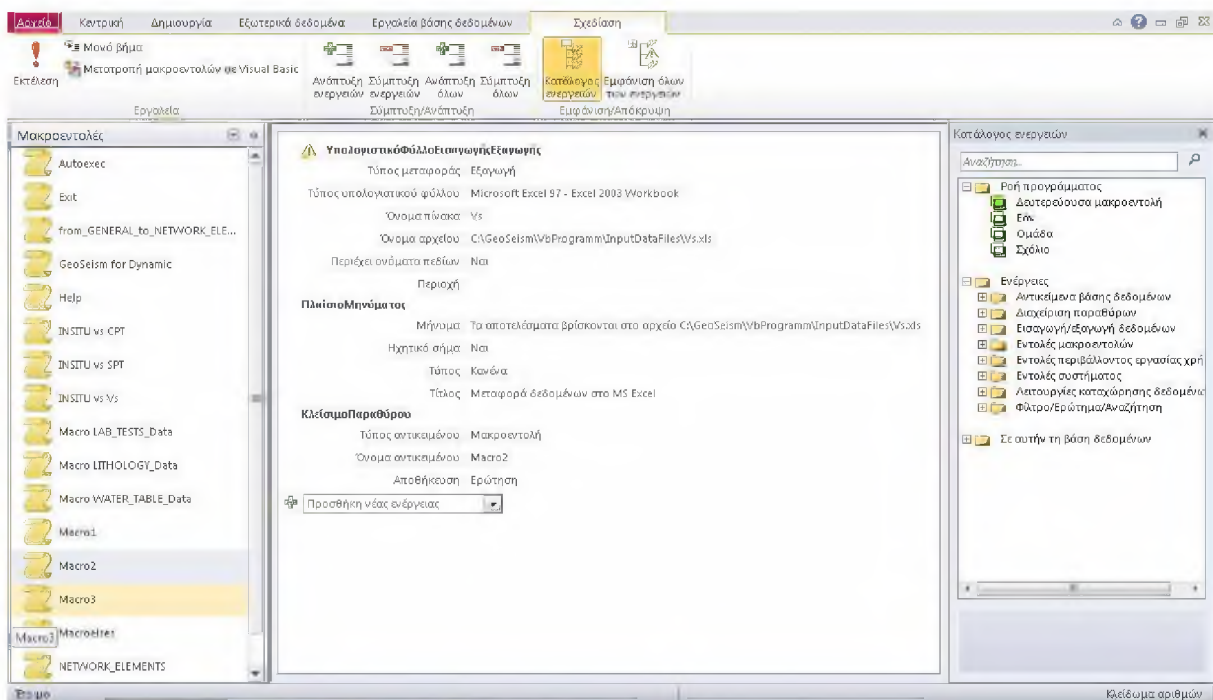 Αρχείο Κεντρική Δημιουργία Εξωτερικά δεδομένα Εργαλεία βάσης δεδομένων Σχεδίαση
Εκτέλεση
Μονό βήμα
Μετατροπή μακροεντολών σε Visual Basic
Εργαλεία
Ανάπτυξη ενεργειών
Σύμπτυξη ενεργειών
Ανάπτυξη όλων
Σύμπτυξη όλων
Σύμπτυξη/Ανάπτυξη
Κατάλογος ενεργειών
Εμφάνιση όλων των ενεργειών
Εμφάνιση/Απόκρυψη
Μακροεντολές
Autoexec
Exit
from_GENERAL_to_NETWORK_ELE...
GeoSeism for Dynamic
Help
INSITU vs CPT
INSITU vs SPT
INSITU vs Vs
Macro LAB_TESTS_Data
Macro LITHOLOGY_Data
Macro WATER_TABLE_Data
Macro1
Macro2
Macro3
Macro3
NETWORK_ELEMENTS
ΥπολογιστικόΦύλλοΕισαγωγήςΕξαγωγής
Τύπος μεταφοράς Εξαγωγή
Τύπος υπολογιστικού φύλλου Microsoft Excel 97 - Excel 2003 Workbook
Όνομα πίνακα Vs
Όνομα αρχείου C:\GeoSeism\VbProgramm\InputDataFiles\Vs.xls
Περιέχει ονόματα πεδίων Ναι
Περιοχή
ΠλαίσιοΜηνύματος
Μήνυμα Τα αποτελέσματα βρίσκονται στο αρχείο C:\GeoSeism\VbProgramm\InputDataFiles\Vs.xls
Ηχητικό σήμα Ναι
Τύπος Κανένα
Τίτλος Μεταφορά δεδομένων στο MS Excel
ΚλείσιμοΠαραθύρου
Τύπος αντικειμένου Μακροεντολή
Όνομα αντικειμένου Macro2
Αποθήκευση Ερώτηση
Προσθήκη νέας ενέργειας
Κατάλογος ενεργειών
Αναζήτηση...
Ροή προγράμματος
Δευτερεύουσα μακροεντολή
Εάν
Ομάδα
Σχόλιο
Ενέργειες
Αντικείμενα βάσης δεδομένων
Διαχείριση παραθύρων
Εισαγωγή/εξαγωγή δεδομένων
Εντολές μακροεντολών
Εντολές περιβάλλοντος εργασίας χρή
Εντολές συστήματος
Λειτουργίες καταχώρησης δεδομένω
Φίλτρο/Ερώτημα/Αναζήτηση
Σε αυτήν τη βάση δεδομένων
Έτοιμο
Κλείδωμα αριθμών